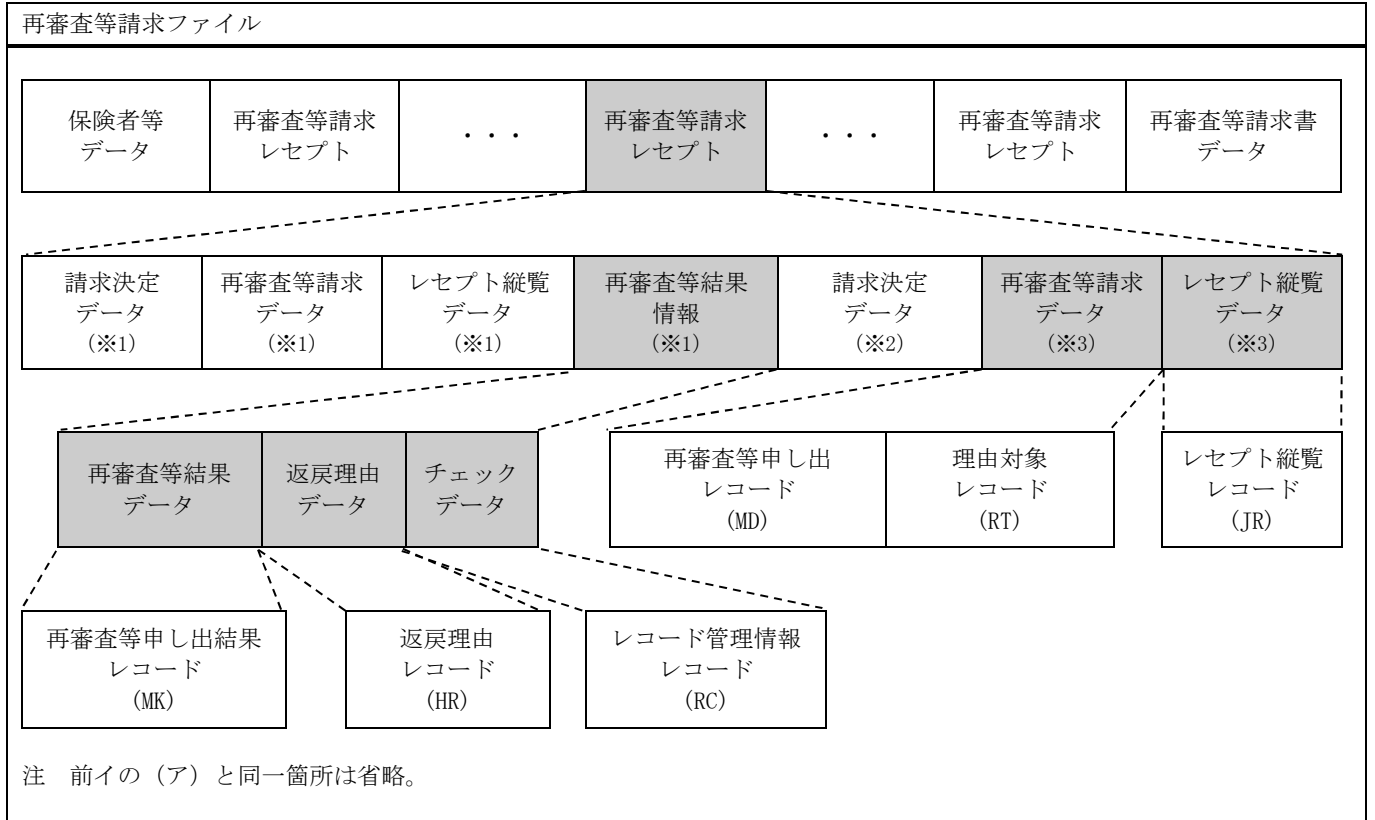 再審査等請求ファイル
保険者等
データ
再審査等請求
レセプト
・・・
再審査等請求
レセプト
・・・
再審査等請求
レセプト
再審査等請求書
データ
請求決定
データ
(※1)
再審査等請求
データ
(※1)
レセプト縦覧
データ
(※1)
再審査等結果
情報
(※1)
請求決定
データ
(※2)
再審査等請求
データ
(※3)
レセプト縦覧
データ
(※3)
再審査等結果
データ
返戻理由
データ
チェック
データ
再審査等申し出
レコード
(MD)
理由対象
レコード
(RT)
レセプト縦覧
レコード
(JR)
再審査等申し出結果
レコード
(MK)
返戻理由
レコード
(HR)
レコード管理情報
レコード
(RC)
注　前イの（ア）と同一箇所は省略。